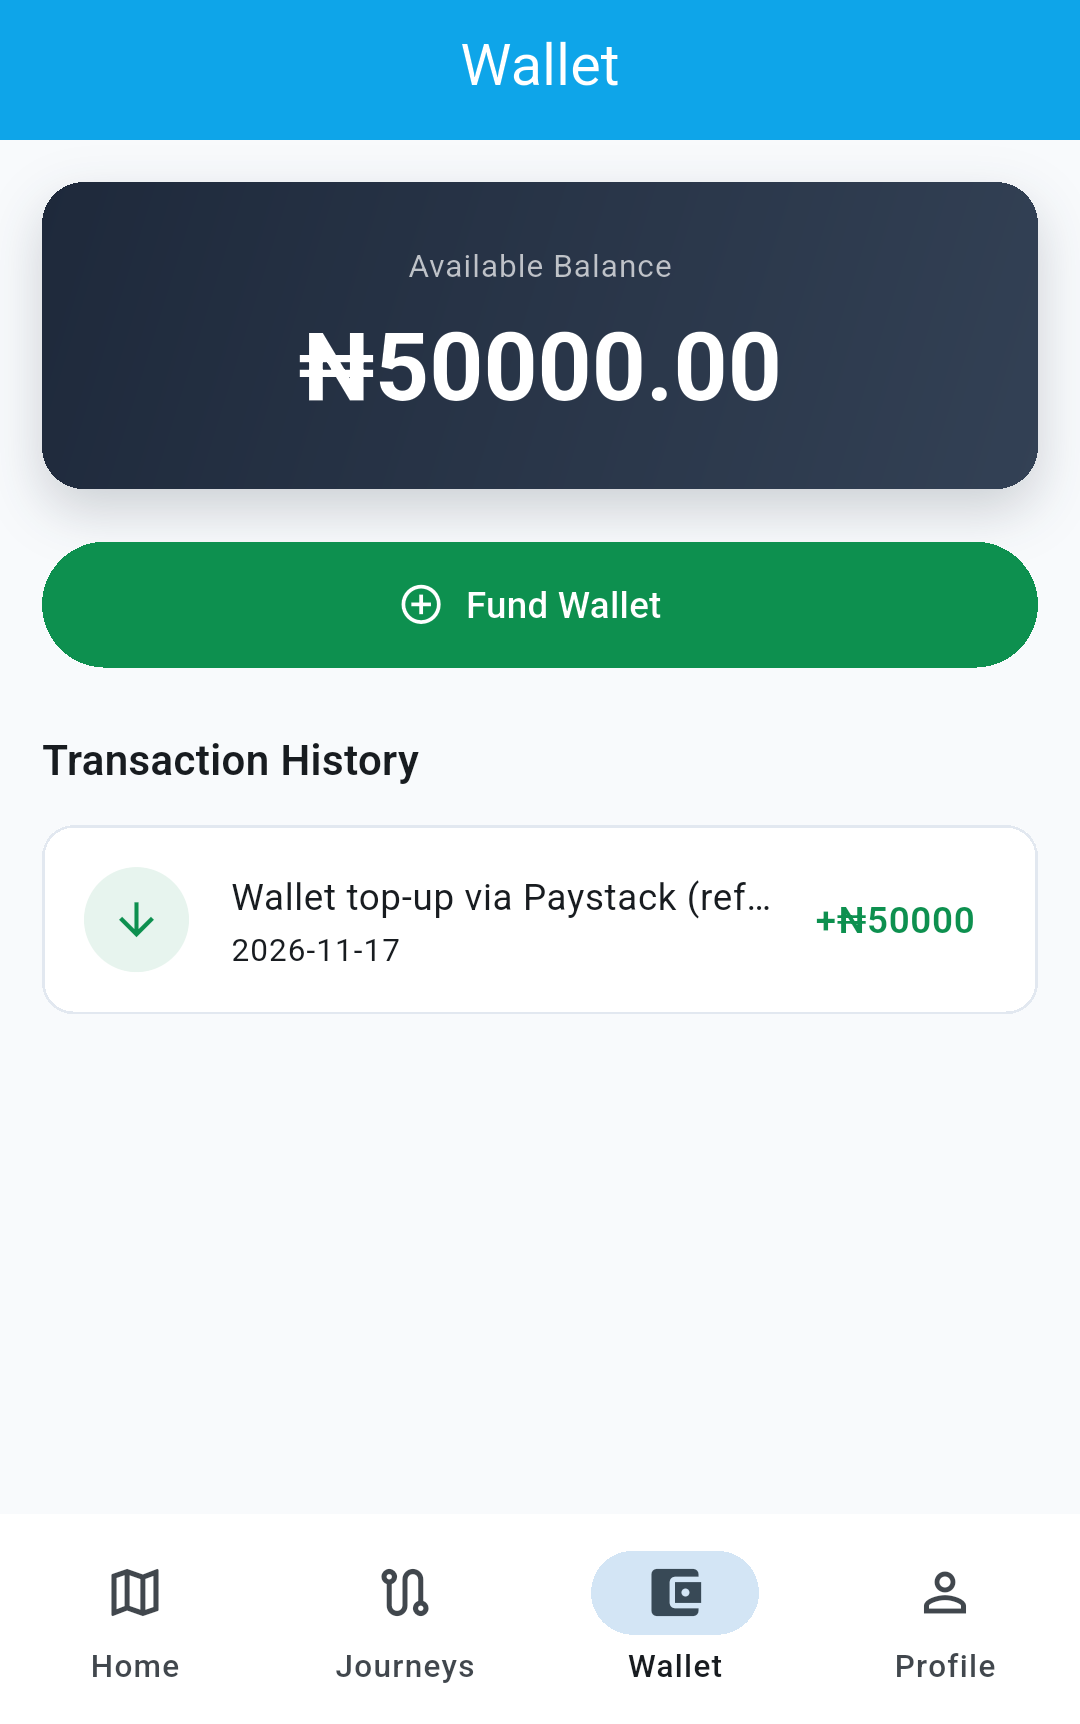 Wallet
Available Balance
₦50000.00
Fund Wallet
Transaction History
Wallet top-up via Paystack (ref...
+₦50000
2026-11-17
Home
Journeys
Wallet
Profile